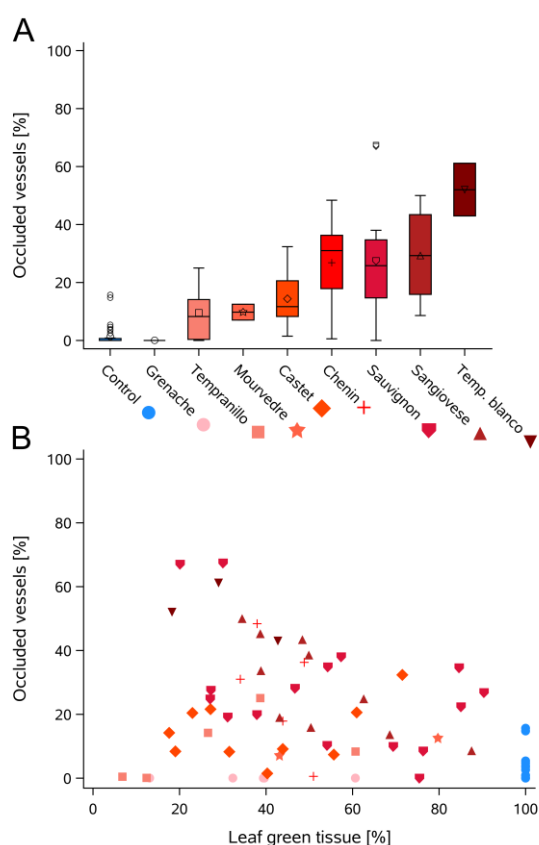 A
Occluded vessels [%]
100
80
60
40
20
0
Control
Grenache
Tempranillo
Mourvedre
Castet
Chenin
Sauvignon
Sangiovese
Temp. blanco
B
Occluded vessels [%]
100
80
60
40
20
0
0 20 40 60 80 100
Leaf green tissue [%]